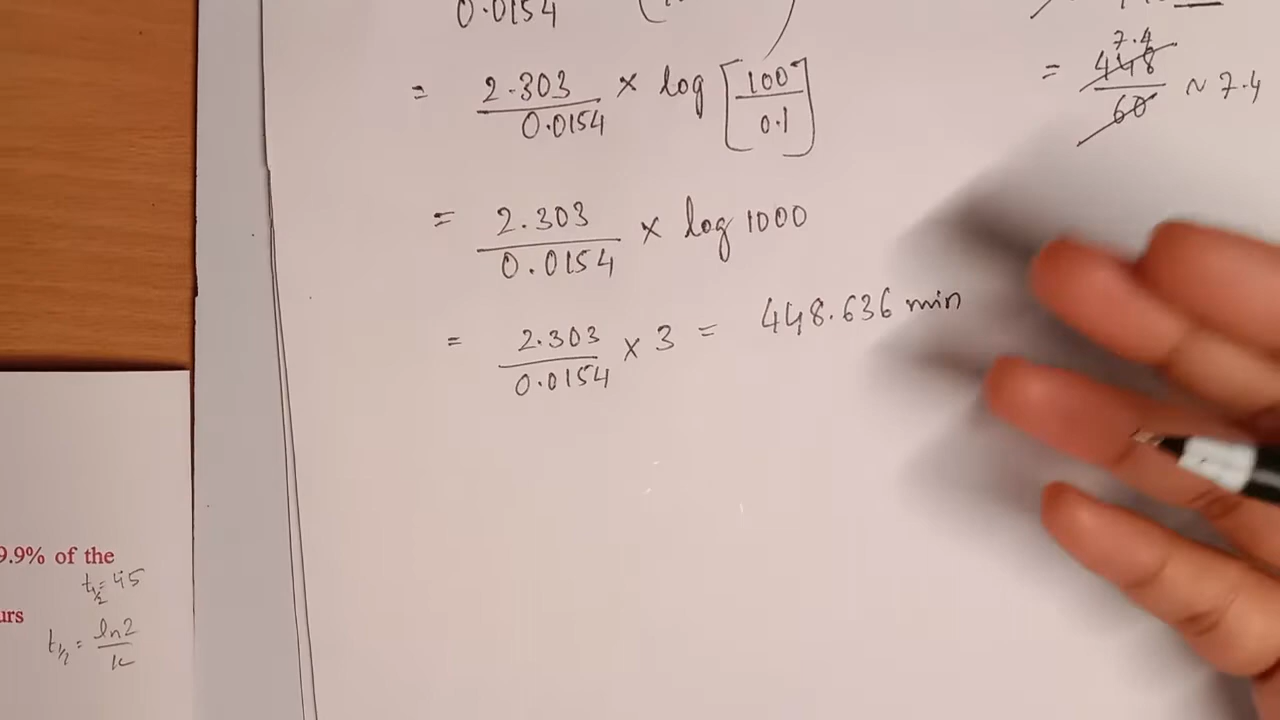 0.0154
= 2.303 / 0.0154 × log [100 / 0.1]
= 2.303 / 0.0154 × log 1000
= 2.303 / 0.0154 × 3 = 448.636 min
7.4
= 448 / 60 ~ 7.4
9.9% of the
t½ = 45
urs
t½ = ln2 / k